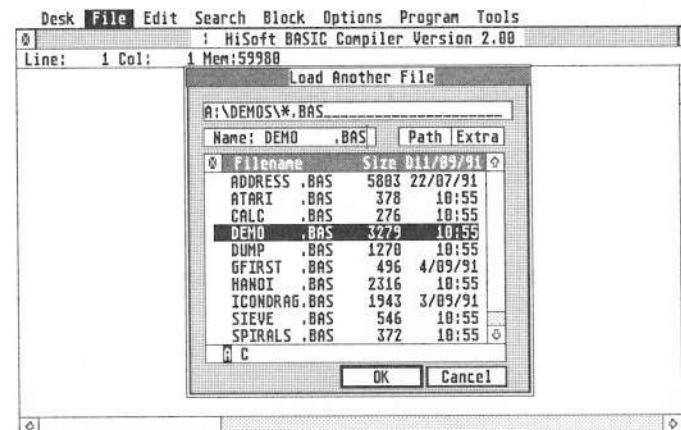 Desk File Edit Search Block Options Program Tools
: HiSoft BASIC Compiler Version 2.00
Line: 1 Col: 1 Mem:59980
Load Another File
A:\DEMOS\*.BAS______________________
Name: DEMO .BAS Path Extra
Filename Size D11/09/91
ADDRESS .BAS 5803 22/07/91
ATARI .BAS 378 10:55
CALC .BAS 276 10:55
DEMO .BAS 3279 10:55
DUMP .BAS 1270 10:55
GFIRST .BAS 496 4/09/91
HANOI .BAS 2316 10:55
ICONDRAG.BAS 1943 3/09/91
SIEVE .BAS 546 10:55
SPIRALS .BAS 372 10:55
A C
OK Cancel